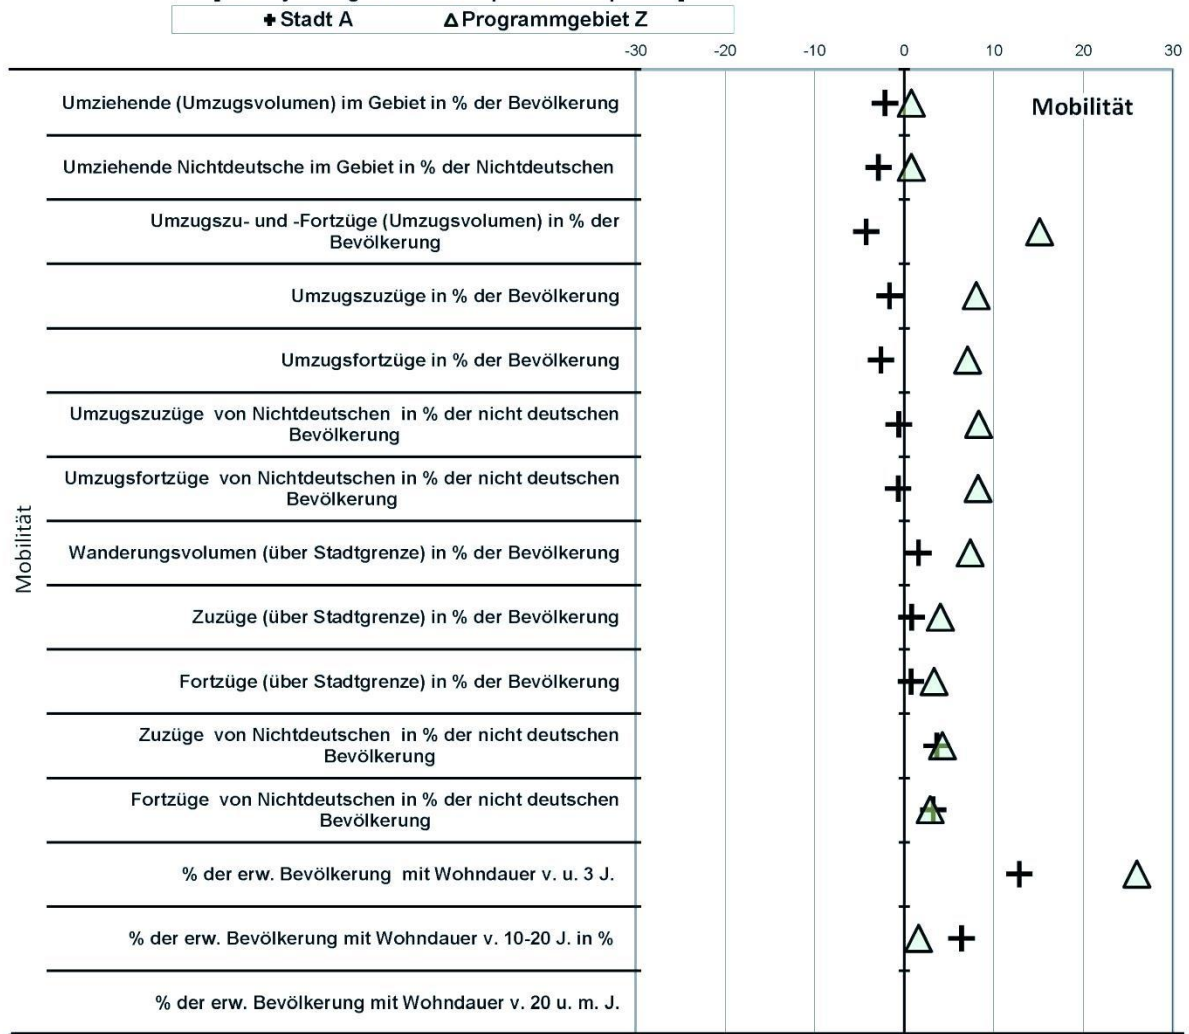 Stadt A Programmgebiet Z
-30 -20 -10 0 10 20 30
Mobilität
Umziehende (Umzugsvolumen) im Gebiet in % der Bevölkerung
Umziehende Nichtdeutsche im Gebiet in % der Nichtdeutschen
Umzugszu- und -Fortzüge (Umzugsvolumen) in % der
Bevölkerung
Umzugszuzüge in % der Bevölkerung
Umzugsfortzüge in % der Bevölkerung
Umzugszuzüge von Nichtdeutschen in % der nicht deutschen
Bevölkerung
Umzugsfortzüge von Nichtdeutschen in % der nicht deutschen
Bevölkerung
Mobilität
Wanderungsvolumen (über Stadtgrenze) in % der Bevölkerung
Zuzüge (über Stadtgrenze) in % der Bevölkerung
Fortzüge (über Stadtgrenze) in % der Bevölkerung
Zuzüge von Nichtdeutschen in % der nicht deutschen
Bevölkerung
Fortzüge von Nichtdeutschen in % der nicht deutschen
Bevölkerung
% der erw. Bevölkerung mit Wohndauer v. u. 3 J.
% der erw. Bevölkerung mit Wohndauer v. 10-20 J. in %
% der erw. Bevölkerung mit Wohndauer v. 20 u. m. J.